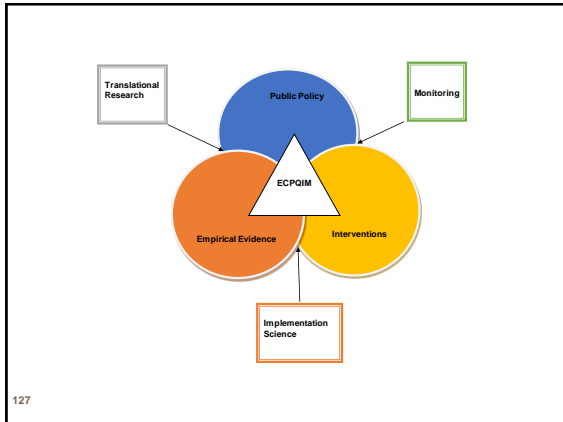 Public Policy
Translational
Research
Monitoring
ECPQIM
Empirical Evidence
Interventions
Implementation
Science
127